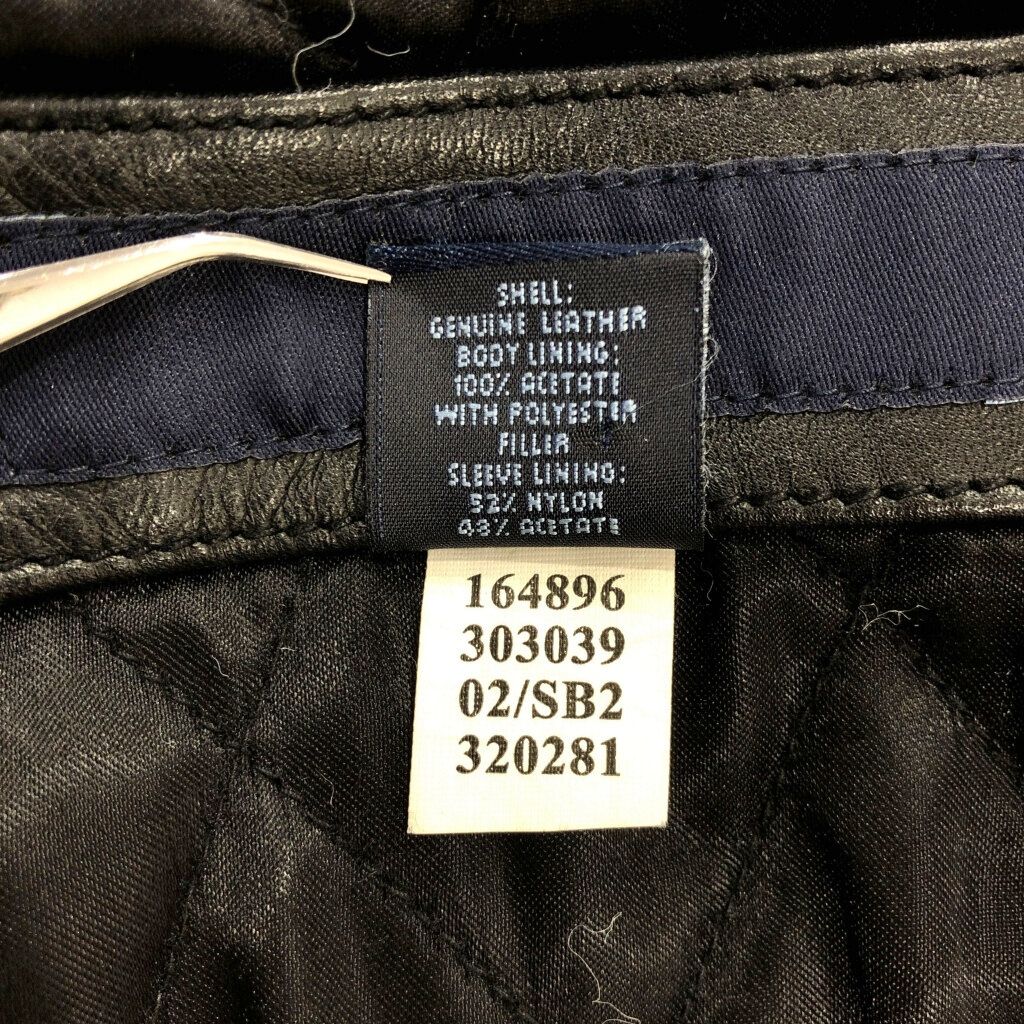 SHELL:
GENUINE LEATHER
BODY LINING:
100% ACETATE
WITH POLYESTER
FILLER
SLEEVE LINING:
52% NYLON
48% ACETATE
164896
303039
02/SB2
320281